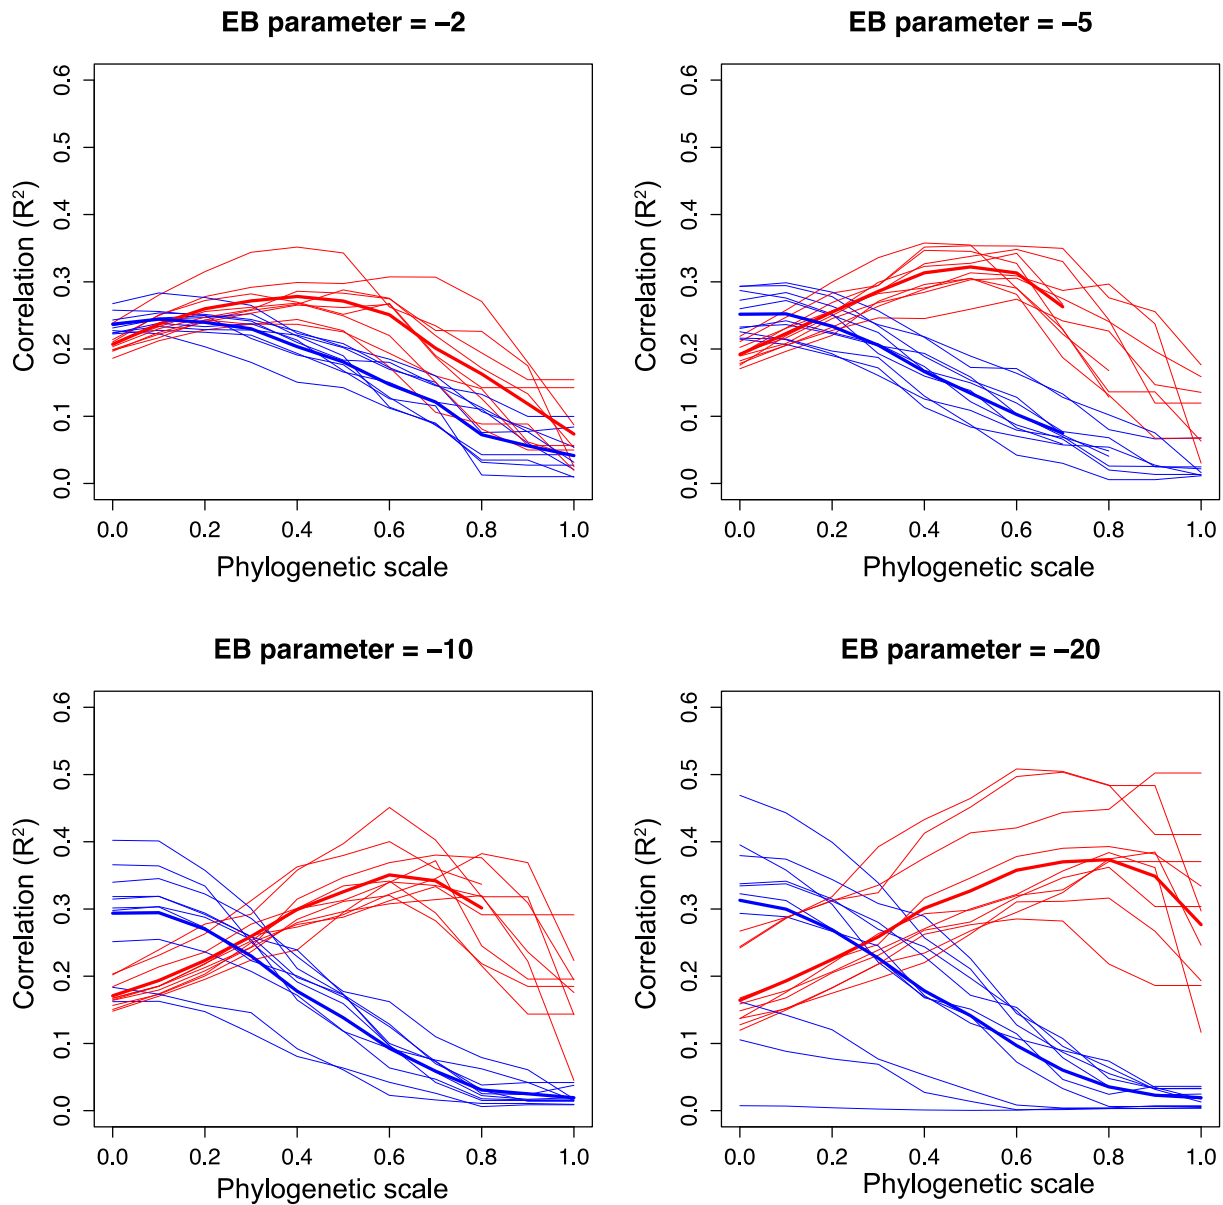 EB parameter = −2
Correlation (R²)
0.6
0.5
0.4
0.3
0.2
0.1
0.0
0.0 0.2 0.4 0.6 0.8 1.0
Phylogenetic scale
EB parameter = −5
Correlation (R²)
0.6
0.5
0.4
0.3
0.2
0.1
0.0
0.0 0.2 0.4 0.6 0.8 1.0
Phylogenetic scale
EB parameter = −10
Correlation (R²)
0.6
0.5
0.4
0.3
0.2
0.1
0.0
0.0 0.2 0.4 0.6 0.8 1.0
Phylogenetic scale
EB parameter = −20
Correlation (R²)
0.6
0.5
0.4
0.3
0.2
0.1
0.0
0.0 0.2 0.4 0.6 0.8 1.0
Phylogenetic scale